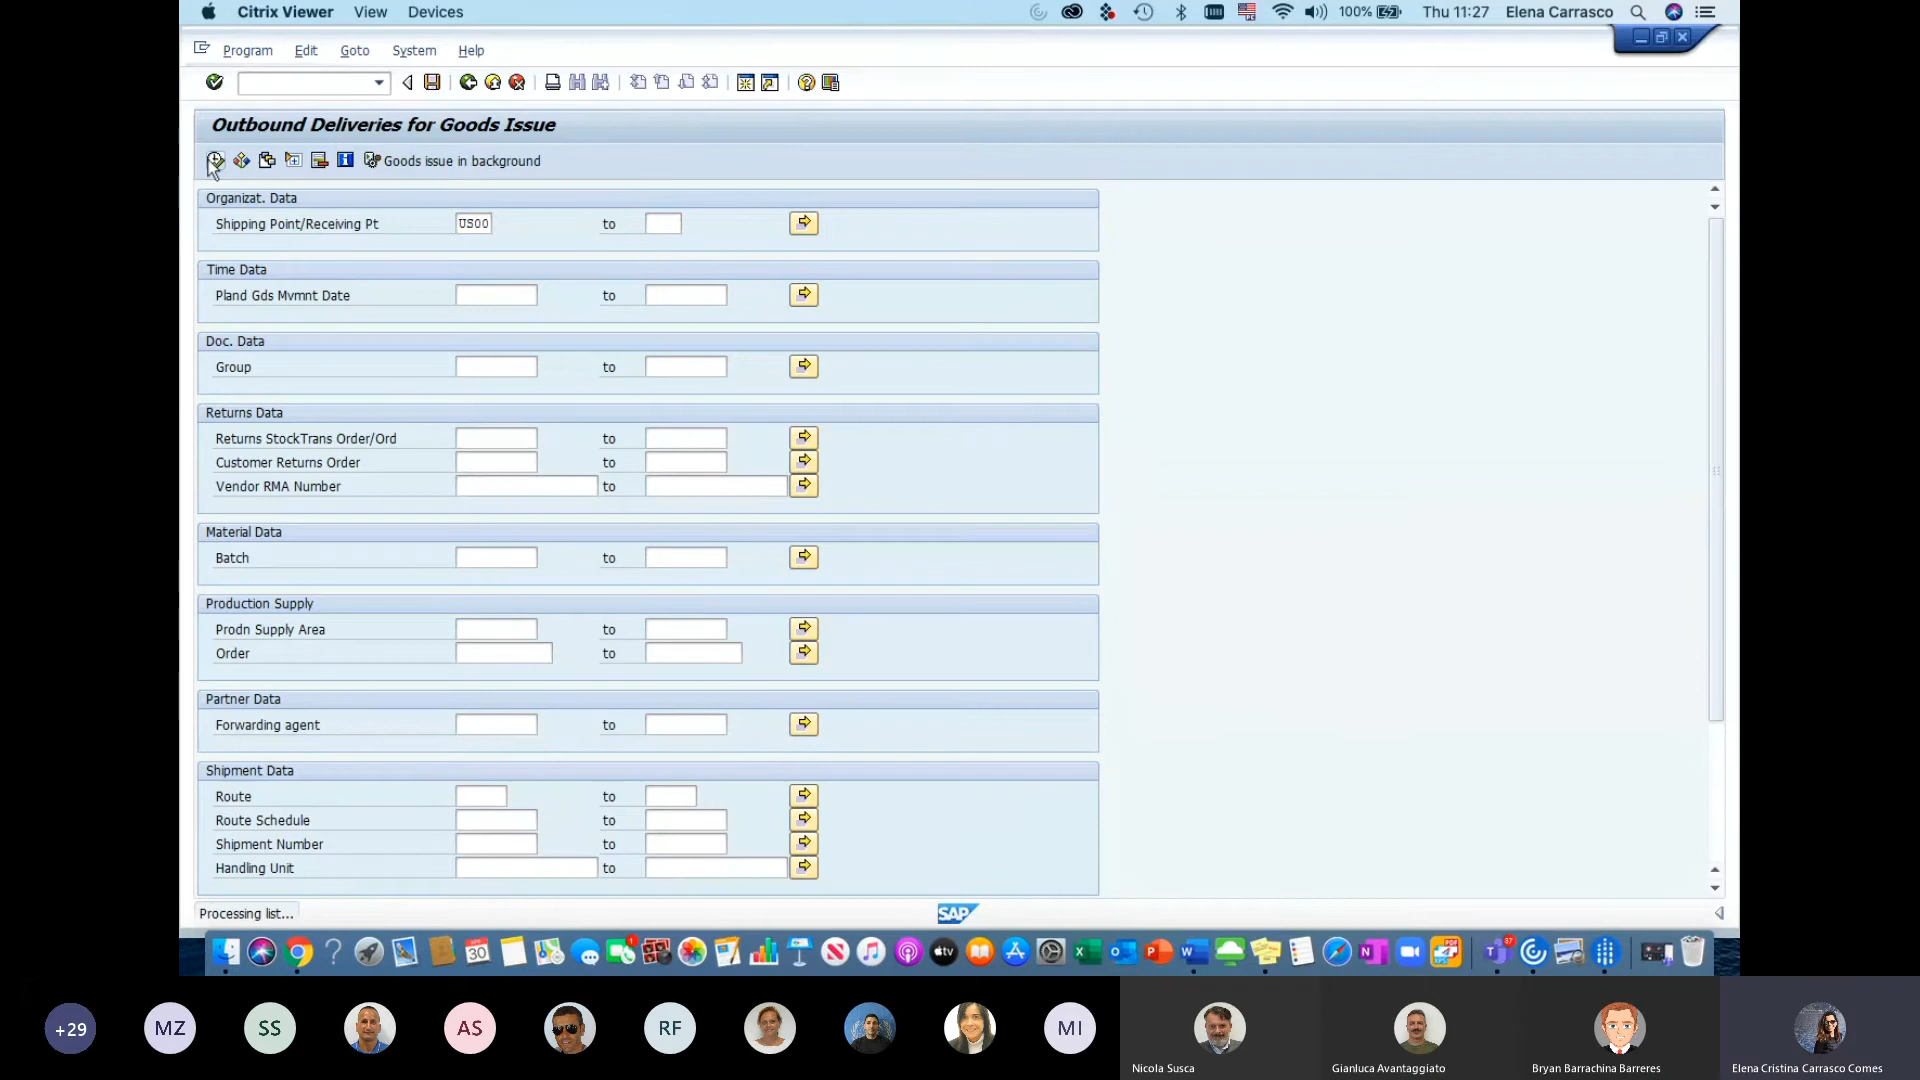 Citrix Viewer View Devices 100% Thu 11:27 Elena Carrasco
Program Edit Goto System Help
Outbound Deliveries for Goods Issue
Goods issue in background
Organizat. Data
Shipping Point/Receiving Pt US00 to
Time Data
Pland Gds Mvmnt Date to
Doc. Data
Group to
Returns Data
Returns StockTrans Order/Ord to
Customer Returns Order to
Vendor RMA Number to
Material Data
Batch to
Production Supply
Prodn Supply Area to
Order to
Partner Data
Forwarding agent to
Shipment Data
Route to
Route Schedule to
Shipment Number to
Handling Unit to
Processing list... SAP
30 1 tv 87
+29 MZ SS AS RF MI
Nicola Susca Gianluca Avantaggiato Bryan Barrachina Barreres Elena Cristina Carrasco Comes